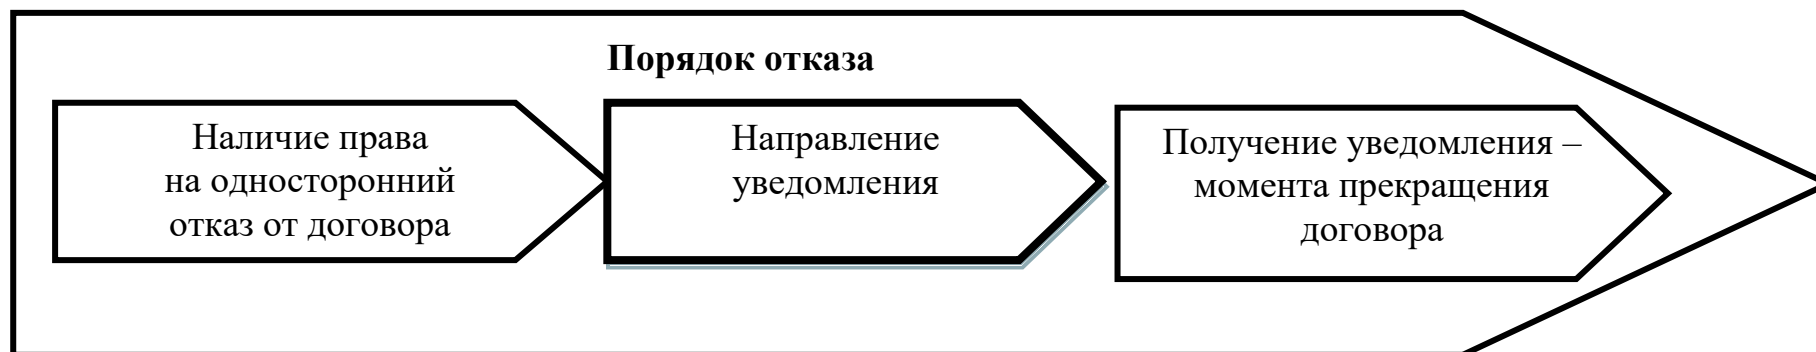 Порядок отказа
Наличие права
на односторонний
отказ от договора
Направление
уведомления
Получение уведомления –
момента прекращения
договора